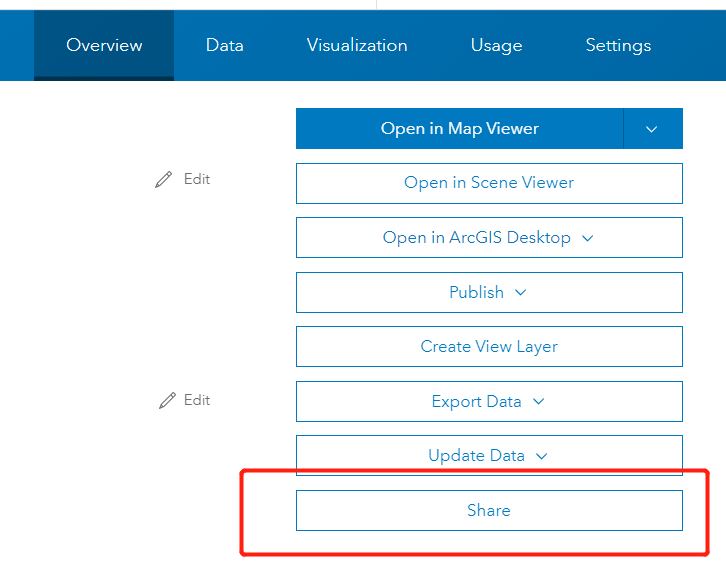 Overview Data Visualization Usage Settings
Open in Map Viewer
Edit
Open in Scene Viewer
Open in ArcGIS Desktop
Publish
Create View Layer
Edit
Export Data
Update Data
Share